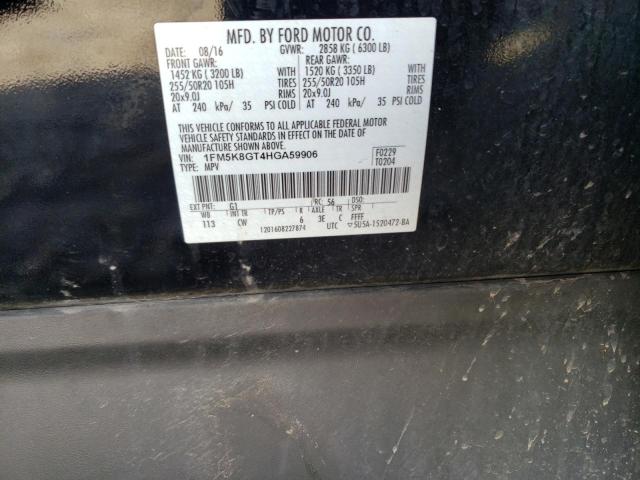 MFD. BY FORD MOTOR CO.
DATE: 08/16 GVWR: 2858 KG ( 6300 LB)
FRONT GAWR: REAR GAWR:
1452 KG ( 3200 LB) WITH 1520 KG ( 3350 LB) WITH
255/50R20 105H TIRES 255/50R20 105H TIRES
20x9.0J RIMS 20x9.0J RIMS
AT 240 kPa/ 35 PSI COLD AT 240 kPa/ 35 PSI COLD
THIS VEHICLE CONFORMS TO ALL APPLICABLE FEDERAL MOTOR
VEHICLE SAFETY STANDARDS IN EFFECT ON THE DATE OF
MANUFACTURE SHOWN ABOVE.
VIN: 1FM5K8GT4HGA59906 F0229
TYPE: MPV T0204
EXT PNT: G1 RC: 56 DSO:
WB INT TR TP/PS R AXLE TR SPR
113 CW 6 3E C FFFF
1201608227874 UTC ▽5U5A-1520472-BA